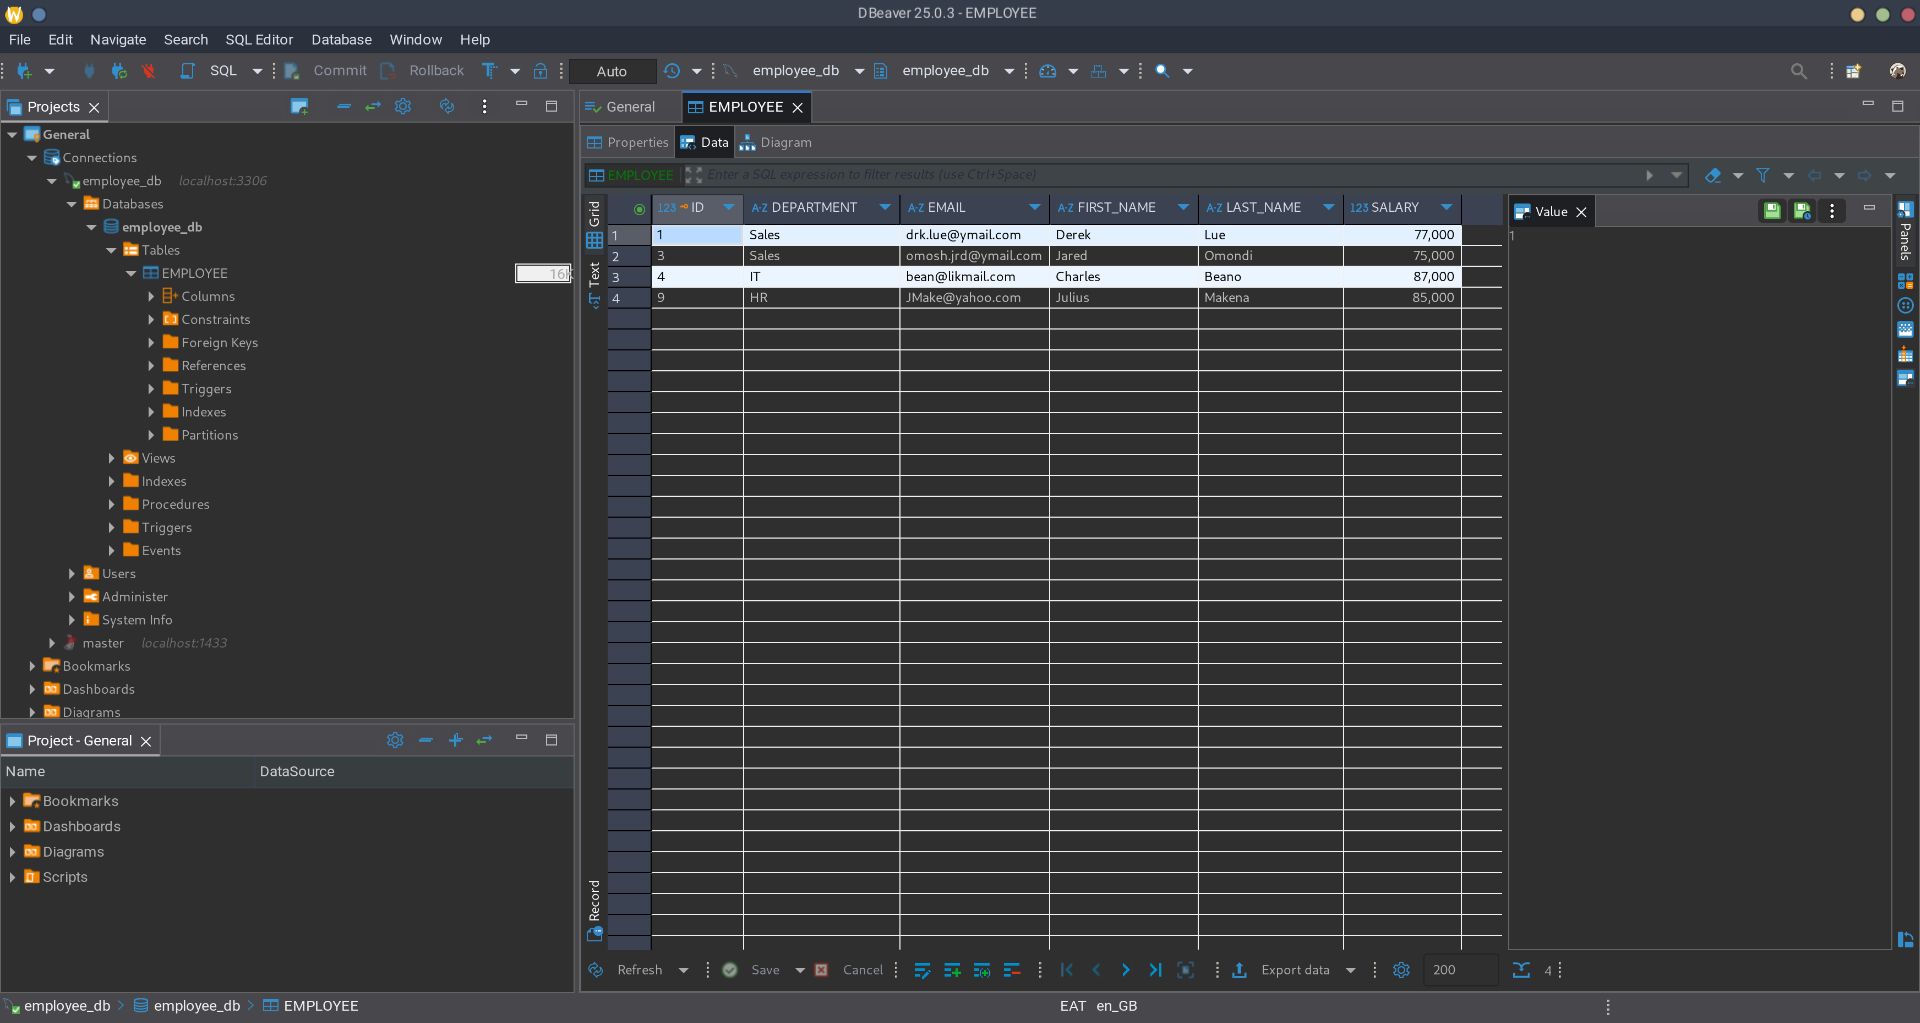 DBeaver 25.0.3 - EMPLOYEE
File Edit Navigate Search SQL Editor Database Window Help
SQL Commit Rollback Auto employee_db employee_db
Projects
General
Connections
employee_db localhost:3306
Databases
employee_db
Tables
EMPLOYEE 16K
Columns
Constraints
Foreign Keys
References
Triggers
Indexes
Partitions
Views
Indexes
Procedures
Triggers
Events
Users
Administer
System Info
master localhost:1433
Bookmarks
Dashboards
Diagrams
Project - General
Name DataSource
Bookmarks
Dashboards
Diagrams
Scripts
General EMPLOYEE
Properties Data Diagram
EMPLOYEE Enter a SQL expression to filter results (use Ctrl+Space)
Grid
Text
Record
123 ID A-Z DEPARTMENT A-Z EMAIL A-Z FIRST_NAME A-Z LAST_NAME 123 SALARY
1 1 Sales drk.lue@ymail.com Derek Lue 77,000
2 3 Sales omosh.jrd@ymail.com Jared Omondi 75,000
3 4 IT bean@likmail.com Charles Beano 87,000
4 9 HR JMake@yahoo.com Julius Makena 85,000
Value
1
Panels
Refresh Save Cancel Export data 200 4
employee_db employee_db EMPLOYEE
EAT en_GB